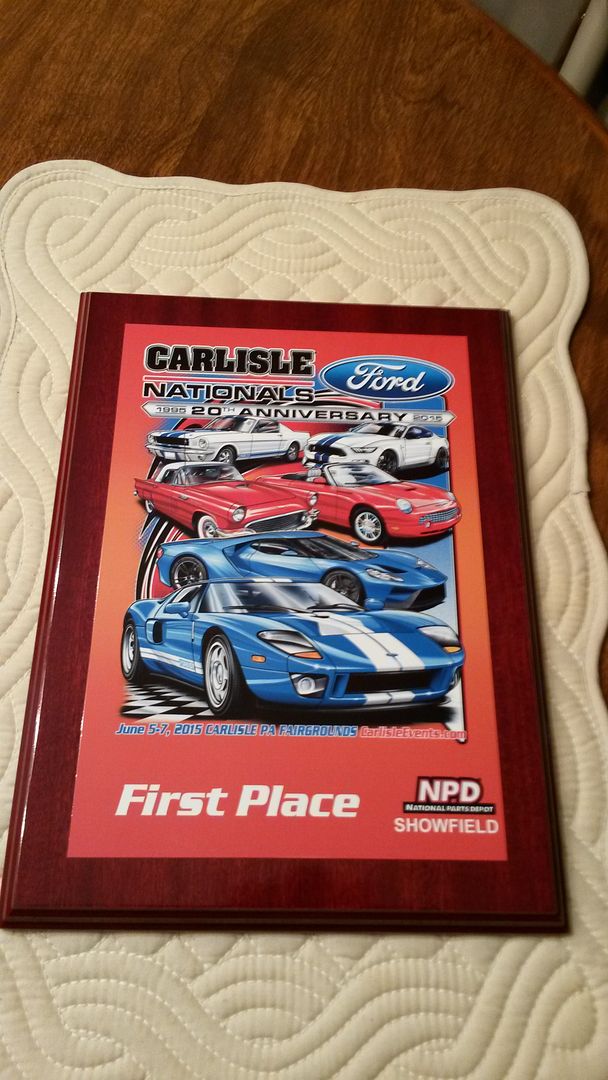 CARLISLE
Ford
NATIONALS
1995 20TH ANNIVERSARY 2015
June 5-7, 2015 CARLISLE PA FAIRGROUNDS CarlisleEvents.com
First Place
NPD
NATIONAL PARTS DEPOT
SHOWFIELD